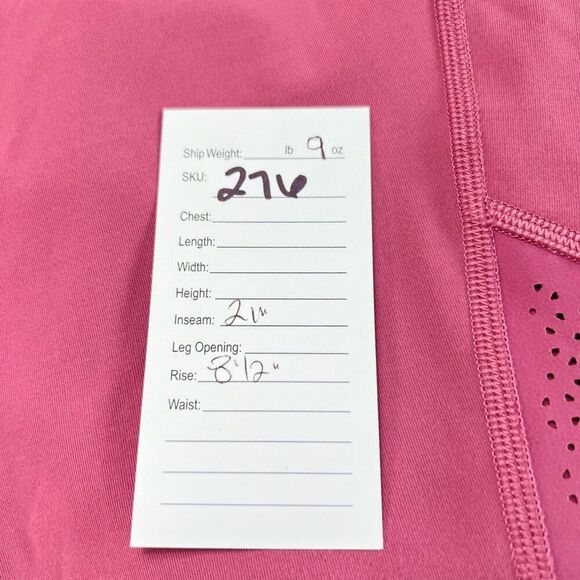 Ship Weight: lb 9 oz
SKU: 276
Chest:
Length:
Width:
Height:
Inseam: 21"
Leg Opening:
Rise: 8 1/2"
Waist: